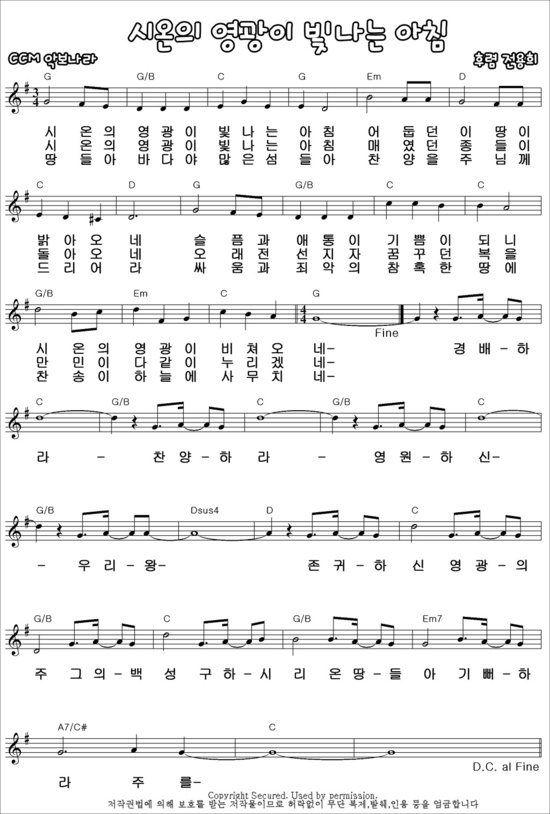 시온의 영광이 빛나는 아침
CCM 악보나라
후렴 전용희
G G/B C G Em D
시 온의 영광이 빛나는아침 어 둡던 이 땅이
시 온의 영광이 빛나는아침 매 였던 종들이
땅 들아 바다야 많은섬들아 찬 양을 주님께
C D G G/B C C
밝 아오 네 슬 픔과 애통이 기 쁨이 되니
돌 아오 네 오 래전 선지자 꿈 꾸던 복을
드 리어 라 싸 움과 죄악의 참 혹한 땅에
G/B Em C G
Fine
시 온의 영광이 비쳐오 네- 경배-하
만 민이 다같이 누리겠 네-
찬 송이 하늘에 사무치 네-
C G/B C G/B
라- 찬양-하 라- 영원-하 신-
G/B Dsus4 D C
- 우리-왕- 존귀-하 신 영광-의
G/B C G/B Em7
주 그의-백 성 구하-시 리 온땅-들 아 기뻐-하
A7/C# C
D.C. al Fine
라 주를-
Copyright Secured. Used by permission.
저작권법에 의해 보호를 받는 저작물이므로 허락없이 무단 복저,발췌,인용 등을 엄금합니다